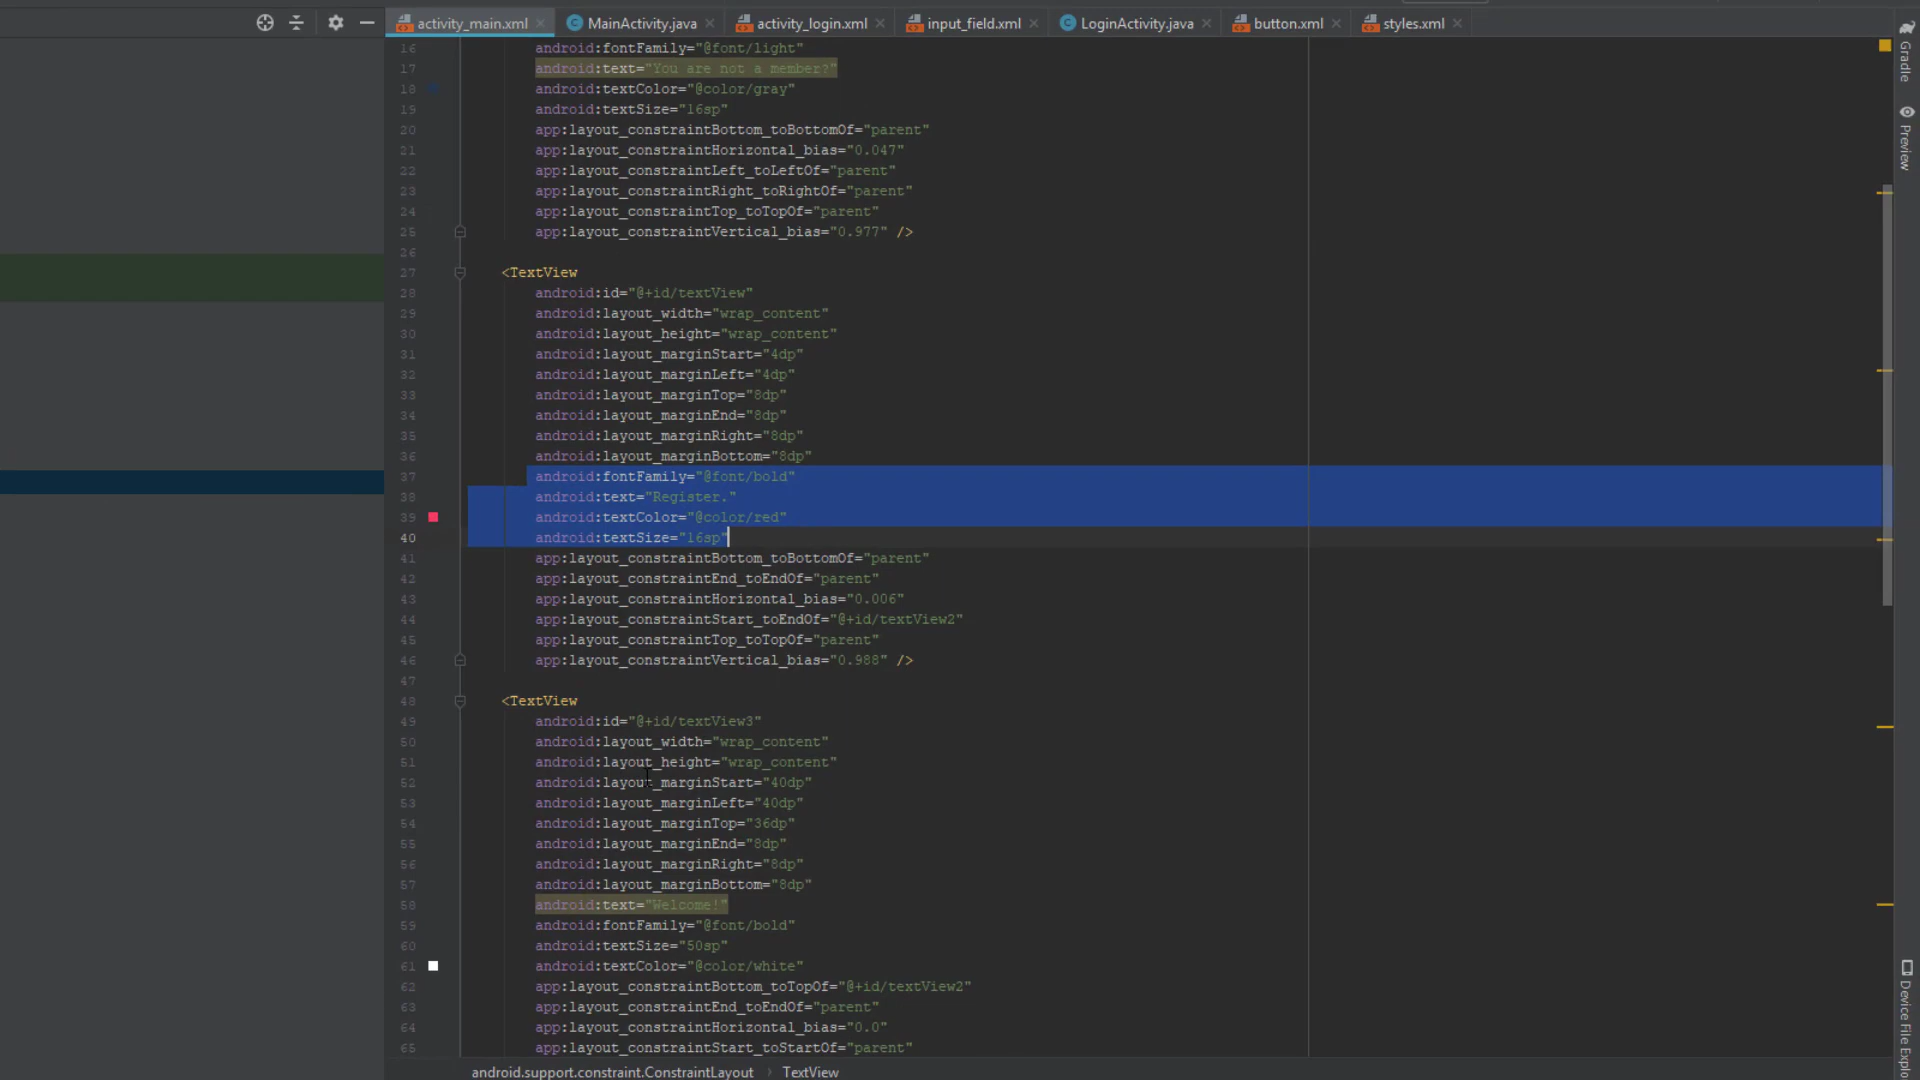 activity_main.xml
MainActivity.java
activity_login.xml
input_field.xml
LoginActivity.java
button.xml
styles.xml
16 android:fontFamily="@font/light"
17 android:text="You are not a member?"
18 android:textColor="@color/gray"
19 android:textSize="16sp"
20 app:layout_constraintBottom_toBottomOf="parent"
21 app:layout_constraintHorizontal_bias="0.047"
22 app:layout_constraintLeft_toLeftOf="parent"
23 app:layout_constraintRight_toRightOf="parent"
24 app:layout_constraintTop_toTopOf="parent"
25 app:layout_constraintVertical_bias="0.977" />
26
27 <TextView
28 android:id="@+id/textView"
29 android:layout_width="wrap_content"
30 android:layout_height="wrap_content"
31 android:layout_marginStart="4dp"
32 android:layout_marginLeft="4dp"
33 android:layout_marginTop="8dp"
34 android:layout_marginEnd="8dp"
35 android:layout_marginRight="8dp"
36 android:layout_marginBottom="8dp"
37 android:fontFamily="@font/bold"
38 android:text="Register."
39 android:textColor="@color/red"
40 android:textSize="16sp"
41 app:layout_constraintBottom_toBottomOf="parent"
42 app:layout_constraintEnd_toEndOf="parent"
43 app:layout_constraintHorizontal_bias="0.006"
44 app:layout_constraintStart_toEndOf="@+id/textView2"
45 app:layout_constraintTop_toTopOf="parent"
46 app:layout_constraintVertical_bias="0.988" />
47
48 <TextView
49 android:id="@+id/textView3"
50 android:layout_width="wrap_content"
51 android:layout_height="wrap_content"
52 android:layout_marginStart="40dp"
53 android:layout_marginLeft="40dp"
54 android:layout_marginTop="36dp"
55 android:layout_marginEnd="8dp"
56 android:layout_marginRight="8dp"
57 android:layout_marginBottom="8dp"
58 android:text="Welcome!"
59 android:fontFamily="@font/bold"
60 android:textSize="50sp"
61 android:textColor="@color/white"
62 app:layout_constraintBottom_toTopOf="@+id/textView2"
63 app:layout_constraintEnd_toEndOf="parent"
64 app:layout_constraintHorizontal_bias="0.0"
65 app:layout_constraintStart_toStartOf="parent"
android.support.constraint.ConstraintLayout › TextView
Gradle
Preview
Device File Explo